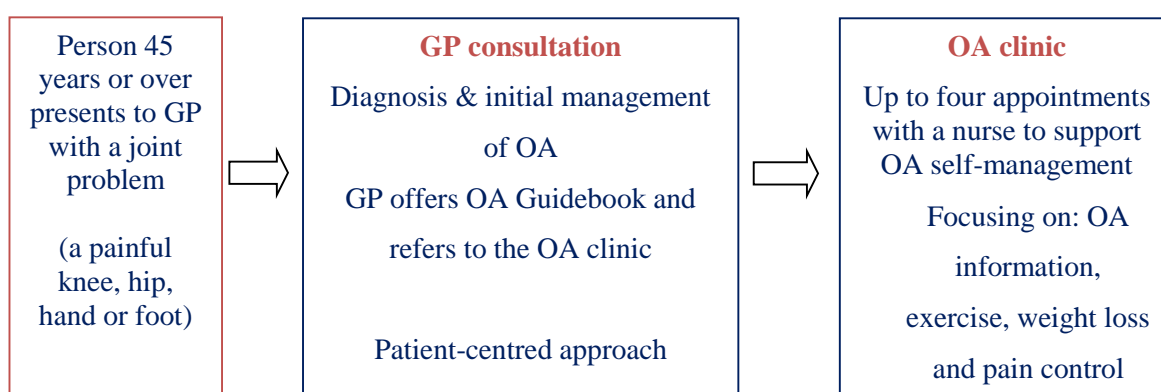 Person 45
years or over
presents to GP
with a joint
problem
(a painful
knee, hip,
hand or foot)
GP consultation
Diagnosis & initial management
of OA
GP offers OA Guidebook and
refers to the OA clinic
Patient-centred approach
OA clinic
Up to four appointments
with a nurse to support
OA self-management
Focusing on: OA
information,
exercise, weight loss
and pain control